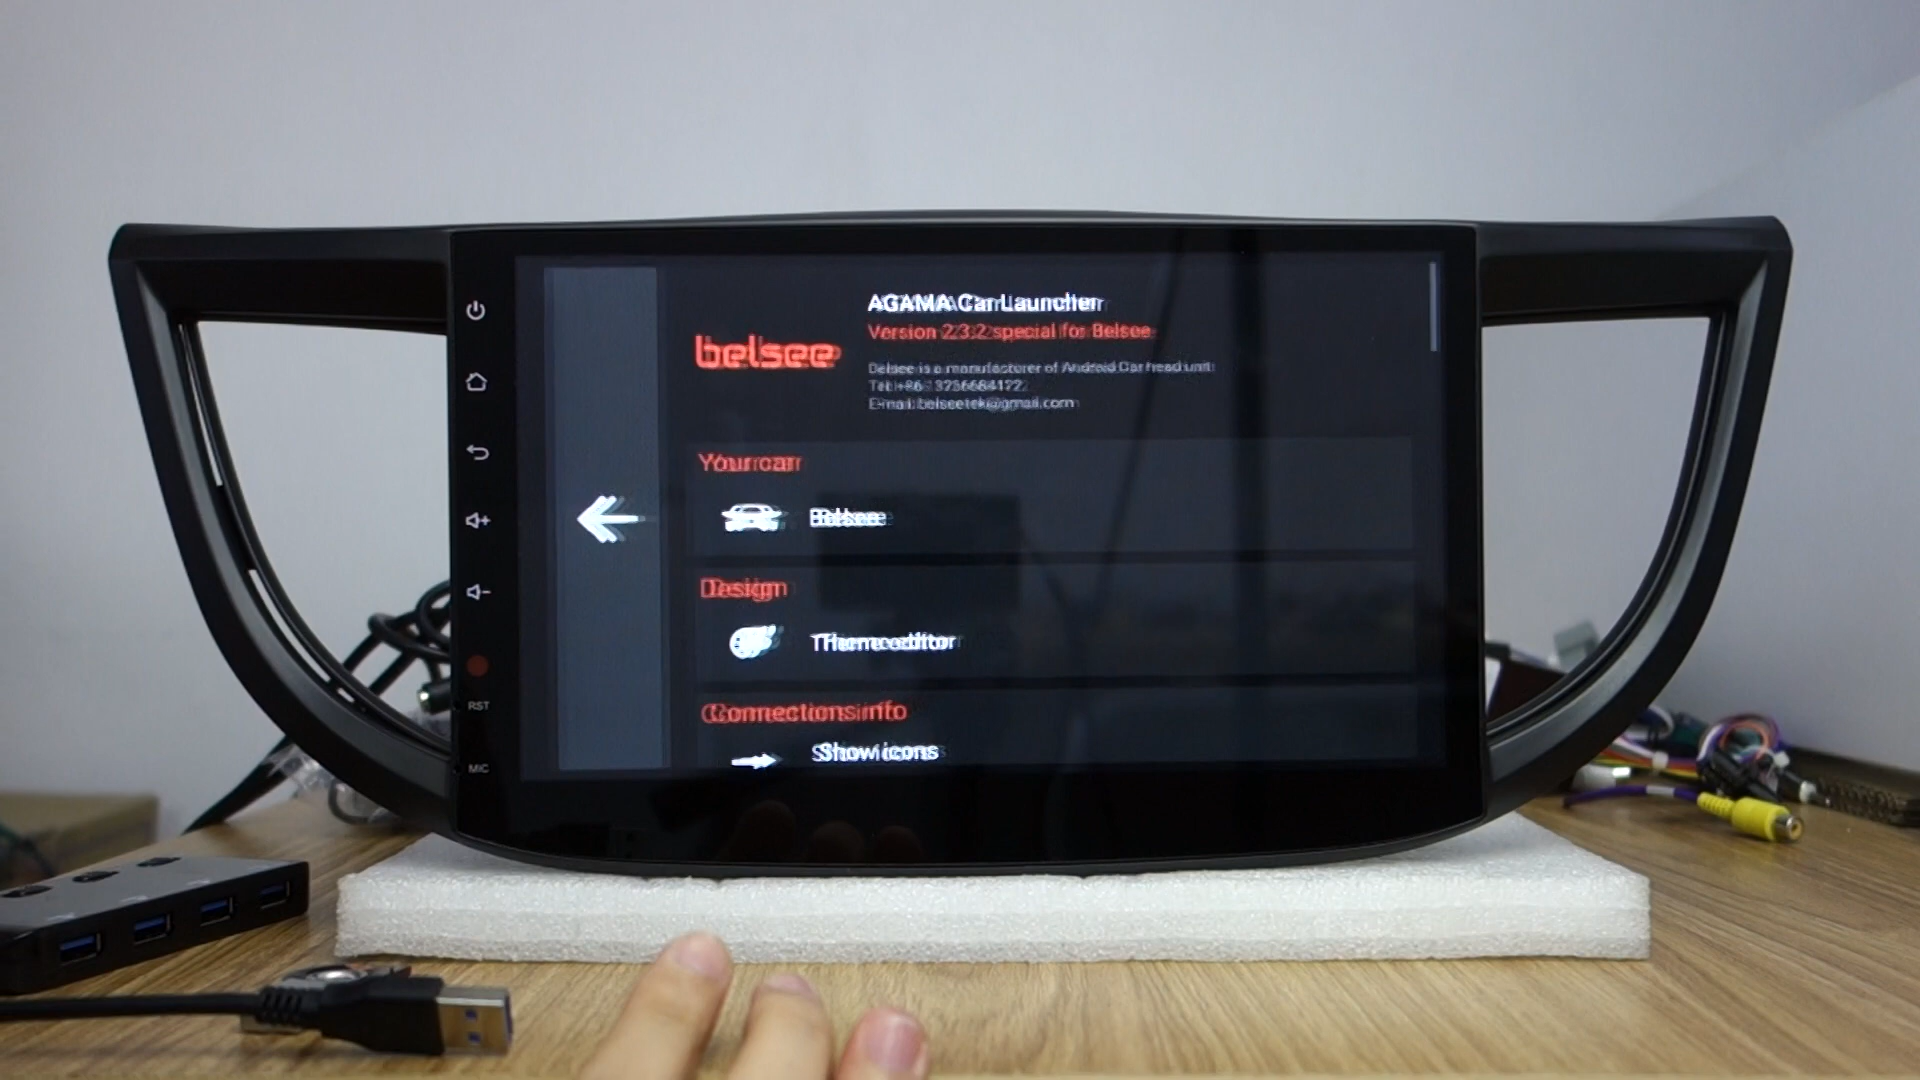 AGAMA Car Launcher
Version 2.3.2 special for Belsee
belsee
Belsee is a manufacturer of Android Car head unit
E-mail: belseetek@gmail.com
Your car
Belsee
Design
Theme editor
Connections info
Show icons
RST
MIC